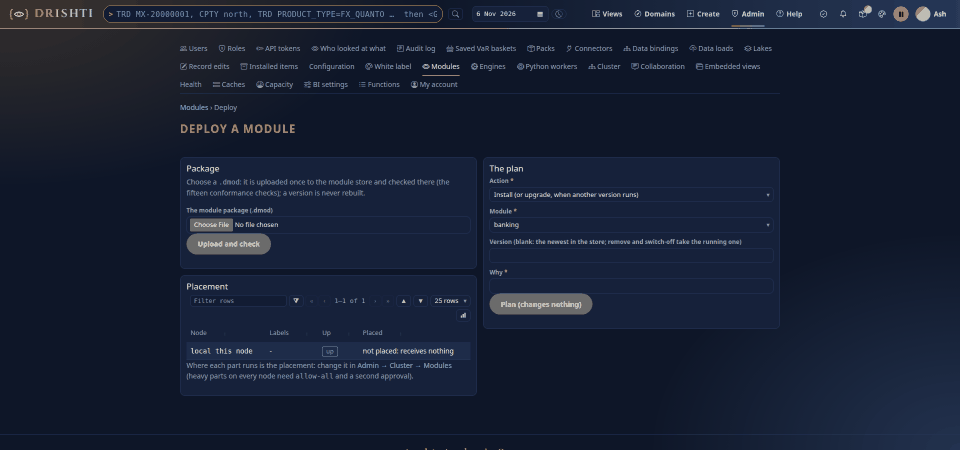 DRISHTI
> TRD MX-20000001, CPTY north, TRD PRODUCT_TYPE=FX_QUANTO … then <G
6 Nov 2026
Views
Domains
Create
Admin
Help
Ash
Users
Roles
API tokens
Who looked at what
Audit log
Saved VaR baskets
Packs
Connectors
Data bindings
Data loads
Lakes
Record edits
Installed items
Configuration
White label
Modules
Engines
Python workers
Cluster
Collaboration
Embedded views
Health
Caches
Capacity
BI settings
Functions
My account
Modules › Deploy
DEPLOY A MODULE
Package
Choose a .dmod: it is uploaded once to the module store and checked there (the
fifteen conformance checks); a version is never rebuilt.
The module package (.dmod)
Choose File No file chosen
Upload and check
Placement
Filter rows
« ‹ 1–1 of 1 › »
25 rows
Node Labels Up Placed
local this node - up not placed: receives nothing
Where each part runs is the placement: change it in Admin → Cluster → Modules
(heavy parts on every node need allow-all and a second approval).
The plan
Action *
Install (or upgrade, when another version runs)
Module *
banking
Version (blank: the newest in the store; remove and switch-off take the running one)
Why *
Plan (changes nothing)